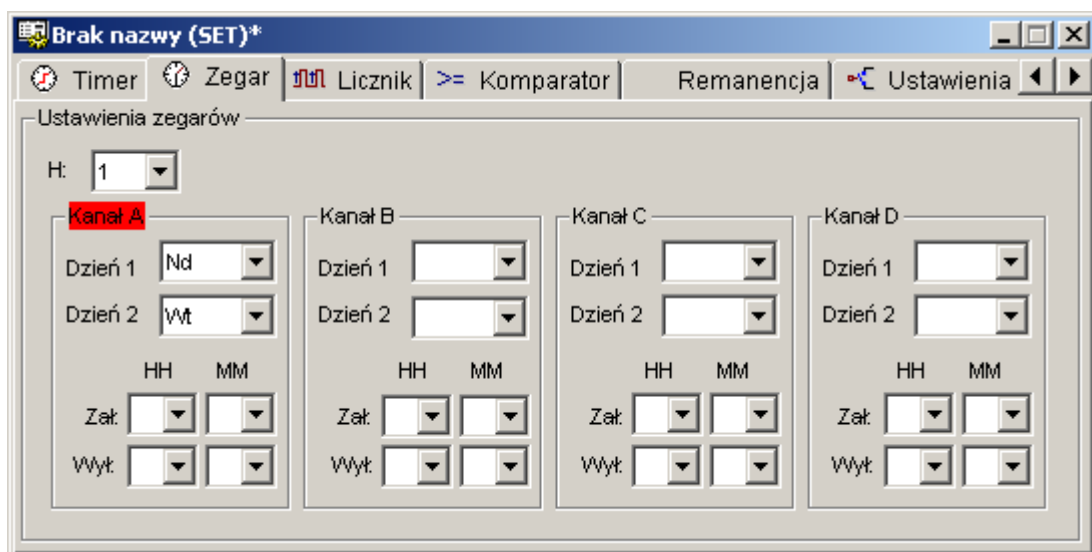 Brak nazwy (SET)*
Timer Zegar Licznik >= Komparator Remanencja Ustawienia
Ustawienia zegarów
H: 1
Kanał A Kanał B Kanał C Kanał D
Dzień 1 Nd Dzień 1 Dzień 1 Dzień 1
Dzień 2 Wt Dzień 2 Dzień 2 Dzień 2
HH MM HH MM HH MM HH MM
Zał: Zał: Zał: Zał:
Wył: Wył: Wył: Wył: